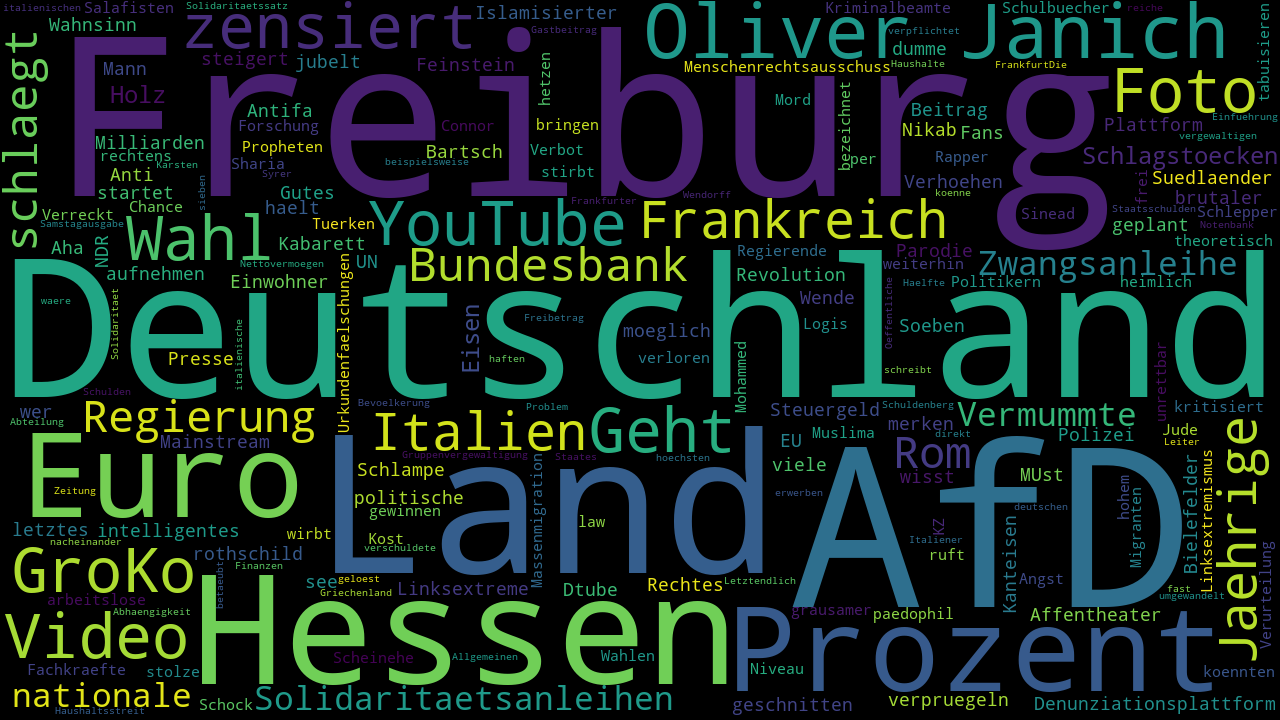 italienischen Salafisten Solidaritaetssatz Islamisierter Kriminalbeamte Schulbuecher reiche
Wahnsinn zensiert Gastbeitrag Oliver Janich verpflichtet dumme tabuisieren
schlaegt Freiburg steigert jubelt Feinstein hetzen Menschenrechtsausschuss Haushalte FrankfurtDie
Mann Holz Antifa Mord bezeichnet Beitrag Foto Einfuehrung
Milliarden Forschung Connor bringen Nikab Fans Plattform vergewaltigen
rechtens Karsten Propheten Bartsch Verbot per Rapper Schlagstoecken
Anti Sharia Syrer beispielsweise stirbt Verhoehen frei Suedlaender
startet sieben Gutes Frankfurter Wendorff koenne brutaler
Verreckt Chance haelt YouTube Frankreich Sinead Staatsschulden Schlepper
Samstagsausgabe Wahl Tuerken geplant Notenbank
Aha NDR Kabarett Regierende Parodie theoretisch
aufnehmen Nettovermoegen UN Bundesbank Revolution weiterhin Zwangsanleihe
Einwohner Urkundenfaelschungen Haelfte Politikern heimlich
waere Deutschland Wende
Solidaritaet italienische Eisen Freibetrag moeglich Logis Oeffentliche Soeben
Presse haften verloren Mohammed schreibt unrettbar
Schulden Bevoelkerung Problem Steuergeld Schuldenberg kritisiert
wer Regierung Italien Geht merken Vermummte
Abteilung Mainstream EU Muslima direkt Polizei Jude
Euro Gruppenvergewaltigung Staates hoechsten Rom Leiter Jaehrige
Schlampe Land viele wisst MUst
Zeitung politische Massenmigration erwerben AfD hohem Bielefelder Linksextremismus
gewinnen law KZ Migranten deutschen
letztes intelligentes wirbt Kost Kanteisen
nacheinander verschuldete Italiener
GroKo rothschild ruft Verurteilung
Finanzen betaeubt see geloest Linksextreme Dtube Rechtes Letztendlich Angst fast
arbeitslose Hessen Griechenland umgewandelt
Abhaengigkeit grausamer paedophil Affentheater
Video Prozent
Fachkraefte stolze Scheinehe Allgemeinen Wahlen Niveau koennten
nationale Schock Solidaritaetsanleihen geschnitten verpruegeln Denunziationsplattform
Haushaltsstreit